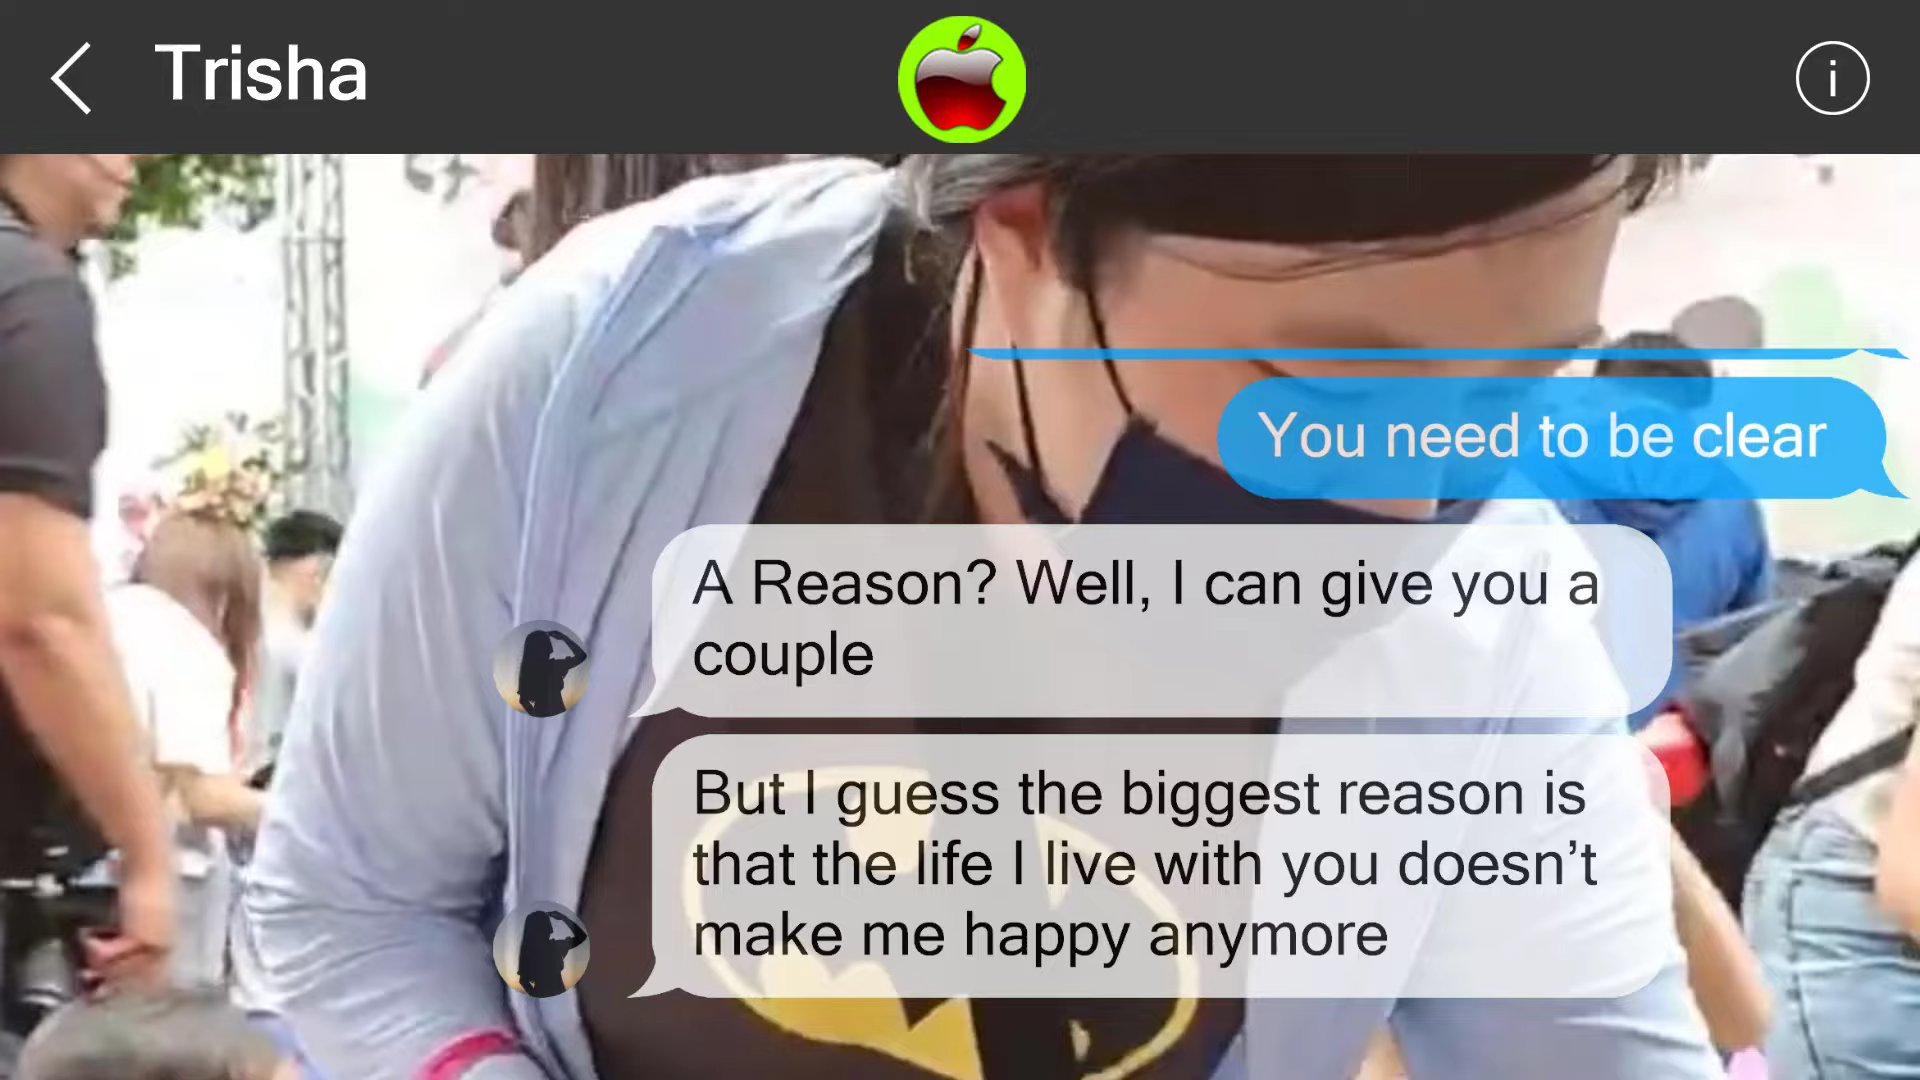 Trisha
i
You need to be clear
A Reason? Well, I can give you a
couple
But I guess the biggest reason is
that the life I live with you doesn’t
make me happy anymore